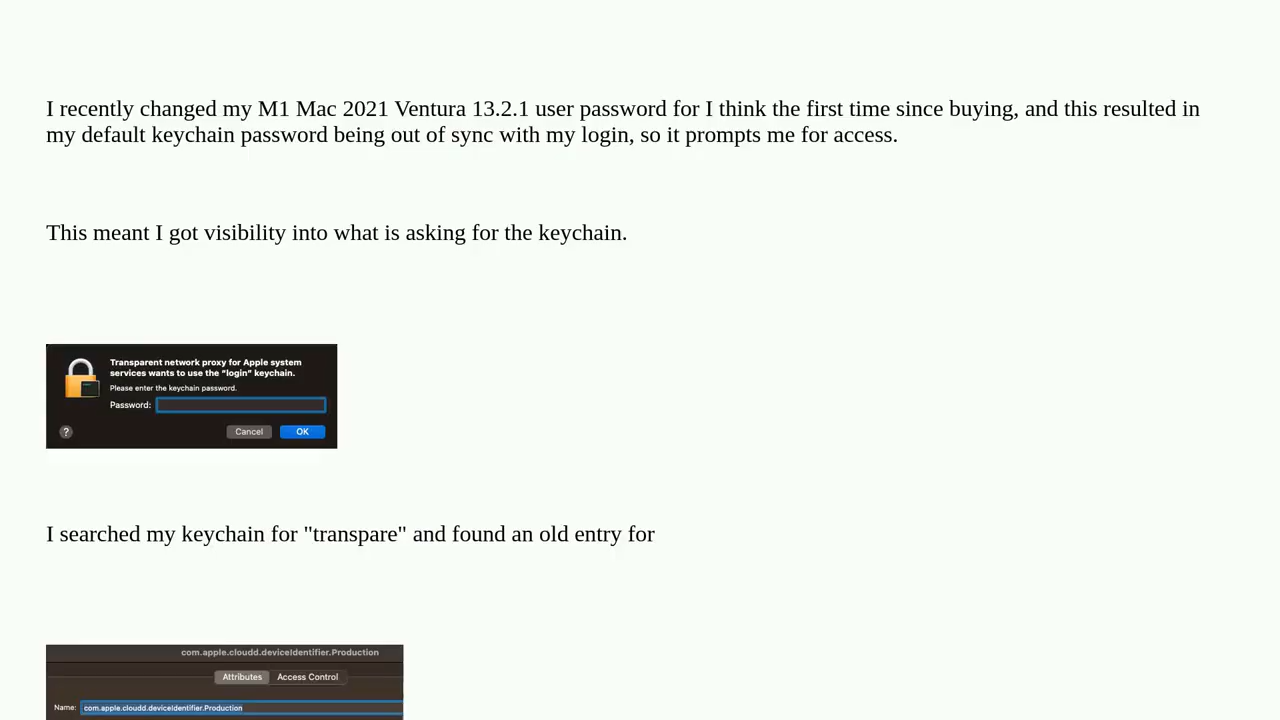 I recently changed my M1 Mac 2021 Ventura 13.2.1 user password for I think the first time since buying, and this resulted in
my default keychain password being out of sync with my login, so it prompts me for access.
This meant I got visibility into what is asking for the keychain.
Transparent network proxy for Apple system
services wants to use the "login" keychain.
Please enter the keychain password.
Password:
? Cancel OK
I searched my keychain for "transpare" and found an old entry for
com.apple.cloudd.deviceIdentifier.Production
Attributes Access Control
Name: com.apple.cloudd.deviceIdentifier.Production